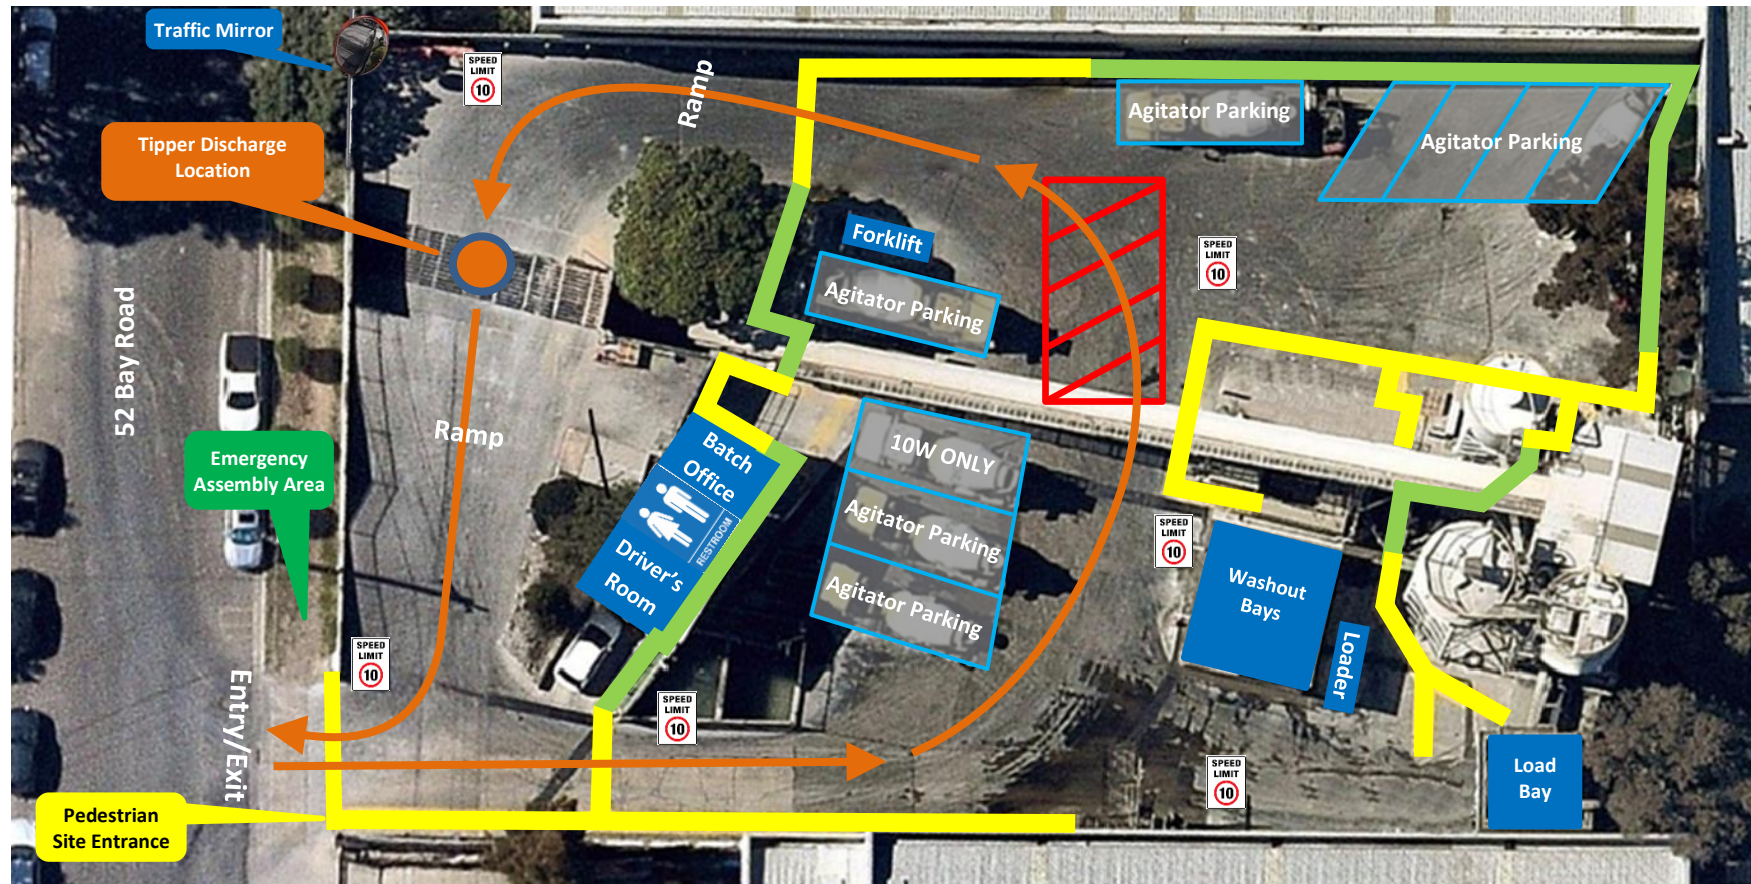 Traffic Mirror
SPEED
LIMIT
10
Ramp
Agitator Parking
Agitator Parking
Tipper Discharge
Location
Forklift
SPEED
LIMIT
10
Agitator Parking
52 Bay Road
Ramp
Emergency
Assembly Area
Batch
Office
RESTROOM
Driver's
Room
10W ONLY
Agitator Parking
Agitator Parking
SPEED
LIMIT
10
Washout
Bays
Loader
SPEED
LIMIT
10
SPEED
LIMIT
10
Entry/Exit
SPEED
LIMIT
10
Load
Bay
Pedestrian
Site Entrance